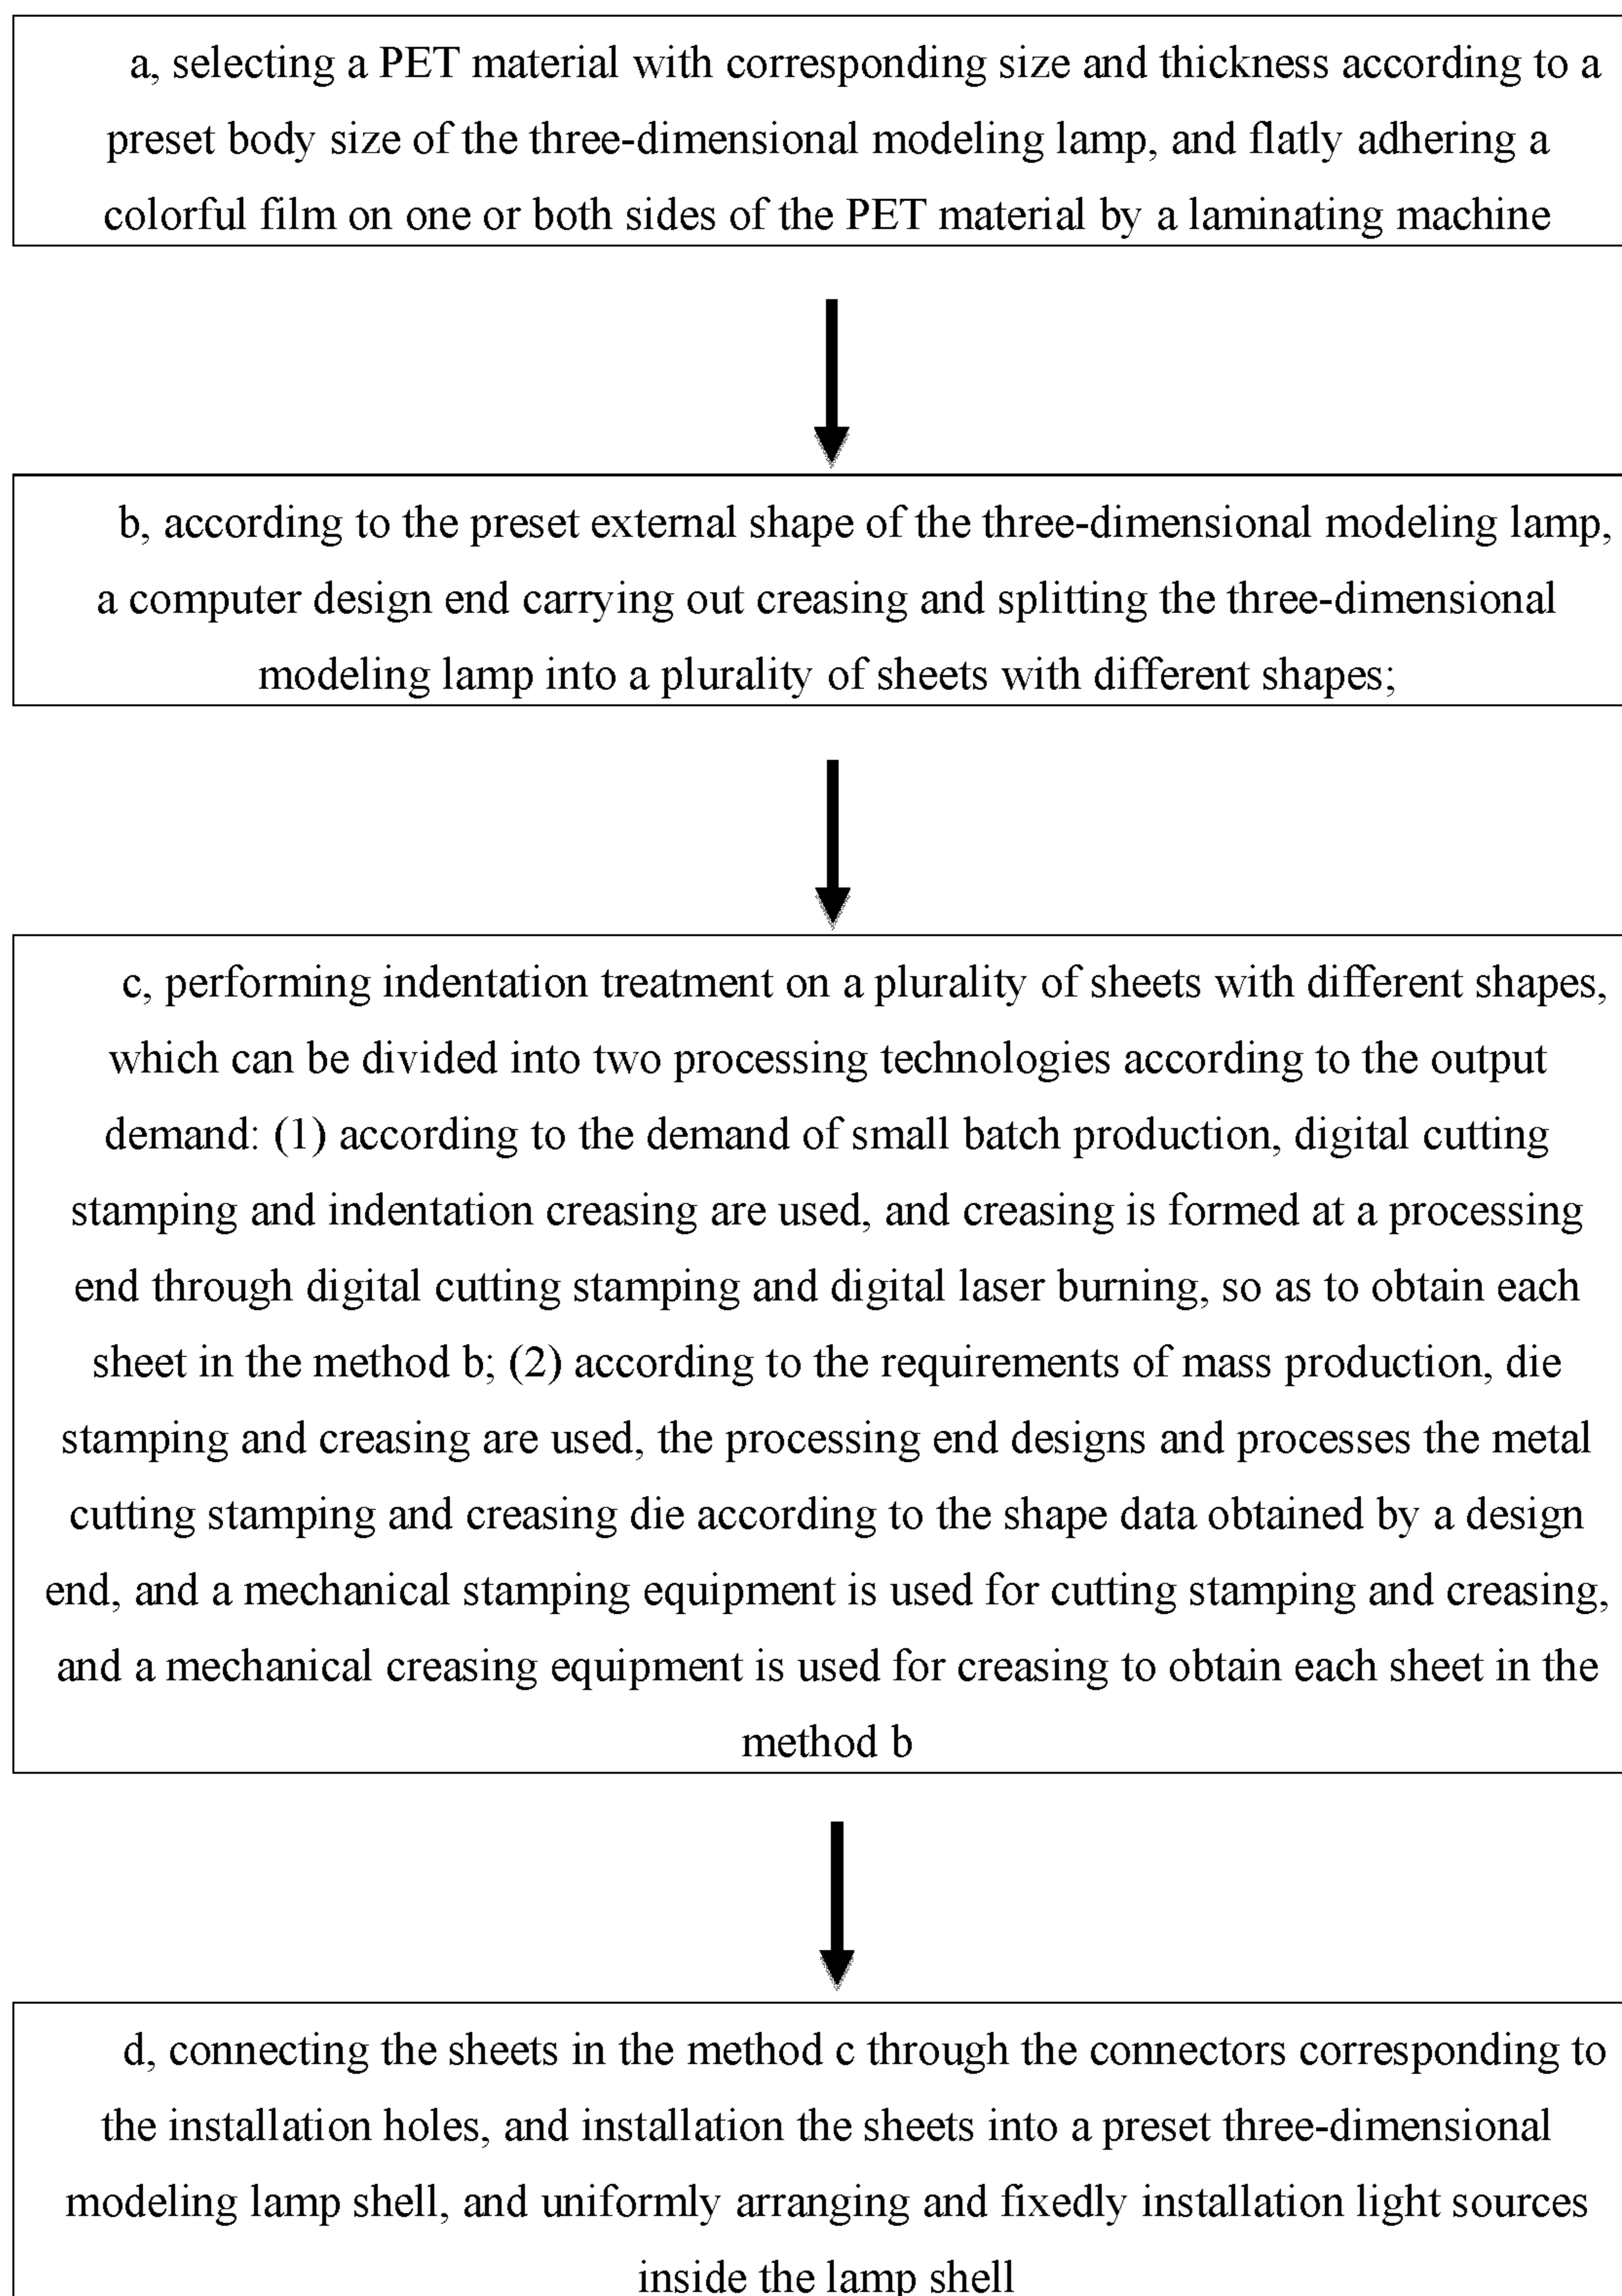 a, selecting a PET material with corresponding size and thickness according to a
preset body size of the three-dimensional modeling lamp, and flatly adhering a
colorful film on one or both sides of the PET material by a laminating machine
b, according to the preset external shape of the three-dimensional modeling lamp,
a computer design end carrying out creasing and splitting the three-dimensional
modeling lamp into a plurality of sheets with different shapes;
c, performing indentation treatment on a plurality of sheets with different shapes,
which can be divided into two processing technologies according to the output
demand: (1) according to the demand of small batch production, digital cutting
stamping and indentation creasing are used, and creasing is formed at a processing
end through digital cutting stamping and digital laser burning, so as to obtain each
sheet in the method b; (2) according to the requirements of mass production, die
stamping and creasing are used, the processing end designs and processes the metal
cutting stamping and creasing die according to the shape data obtained by a design
end, and a mechanical stamping equipment is used for cutting stamping and creasing,
and a mechanical creasing equipment is used for creasing to obtain each sheet in the
method b
d, connecting the sheets in the method c through the connectors corresponding to
the installation holes, and installation the sheets into a preset three-dimensional
modeling lamp shell, and uniformly arranging and fixedly installation light sources
inside the lamp shell